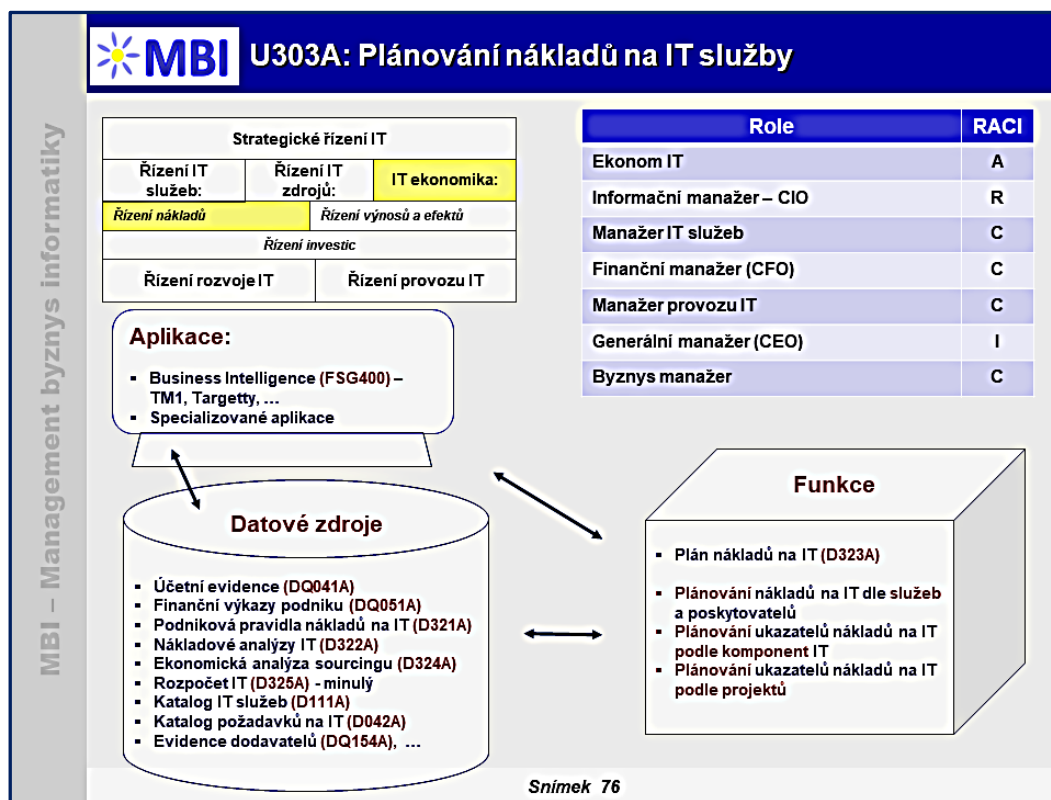 MBI
U303A: Plánování nákladů na IT služby
MBI – Management byznys informatiky
Strategické řízení IT
Řízení IT
služeb:
Řízení IT
zdrojů:
IT ekonomika:
Řízení nákladů
Řízení výnosů a efektů
Řízení investic
Řízení rozvoje IT
Řízení provozu IT
Role RACI
Ekonom IT A
Informační manažer – CIO R
Manažer IT služeb C
Finanční manažer (CFO) C
Manažer provozu IT C
Generální manažer (CEO) I
Byznys manažer C
Aplikace:
▪ Business Intelligence (FSG400) –
TM1, Targetty, …
▪ Specializované aplikace
Datové zdroje
▪ Účetní evidence (DQ041A)
▪ Finanční výkazy podniku (DQ051A)
▪ Podniková pravidla nákladů na IT (D321A)
▪ Nákladové analýzy IT (D322A)
▪ Ekonomická analýza sourcingu (D324A)
▪ Rozpočet IT (D325A) - minulý
▪ Katalog IT služeb (D111A)
▪ Katalog požadavků na IT (D042A)
▪ Evidence dodavatelů (DQ154A), …
Funkce
▪ Plán nákladů na IT (D323A)
▪ Plánování nákladů na IT dle služeb
a poskytovatelů
▪ Plánování ukazatelů nákladů na IT
podle komponent IT
▪ Plánování ukazatelů nákladů na IT
podle projektů
Snímek 76